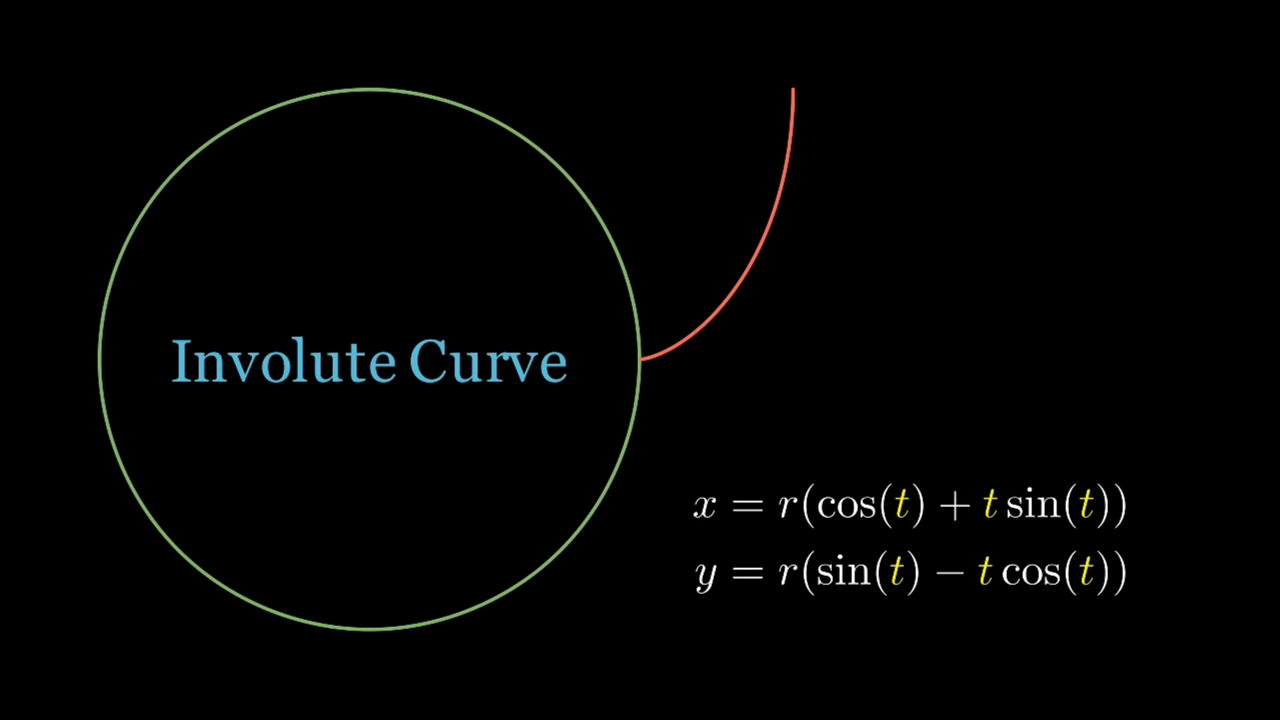 Involute Curve
x = r(cos(t) + t sin(t))
y = r(sin(t) − t cos(t))